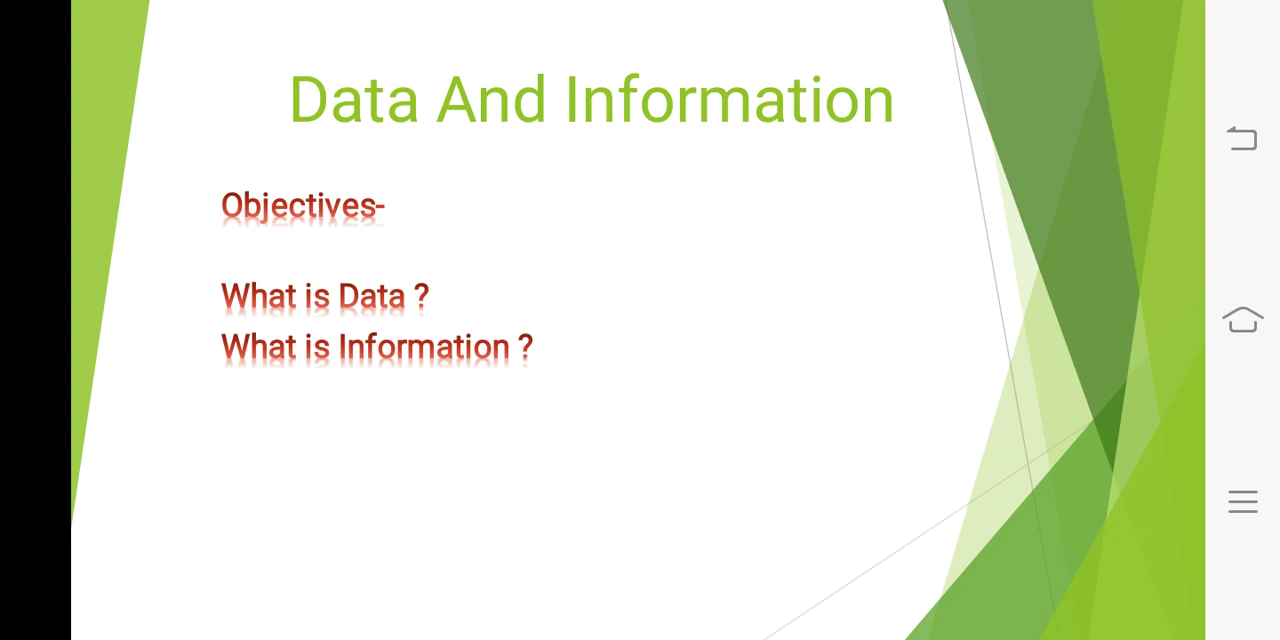 Data And Information
Objectives-
What is Data ?
What is Information ?